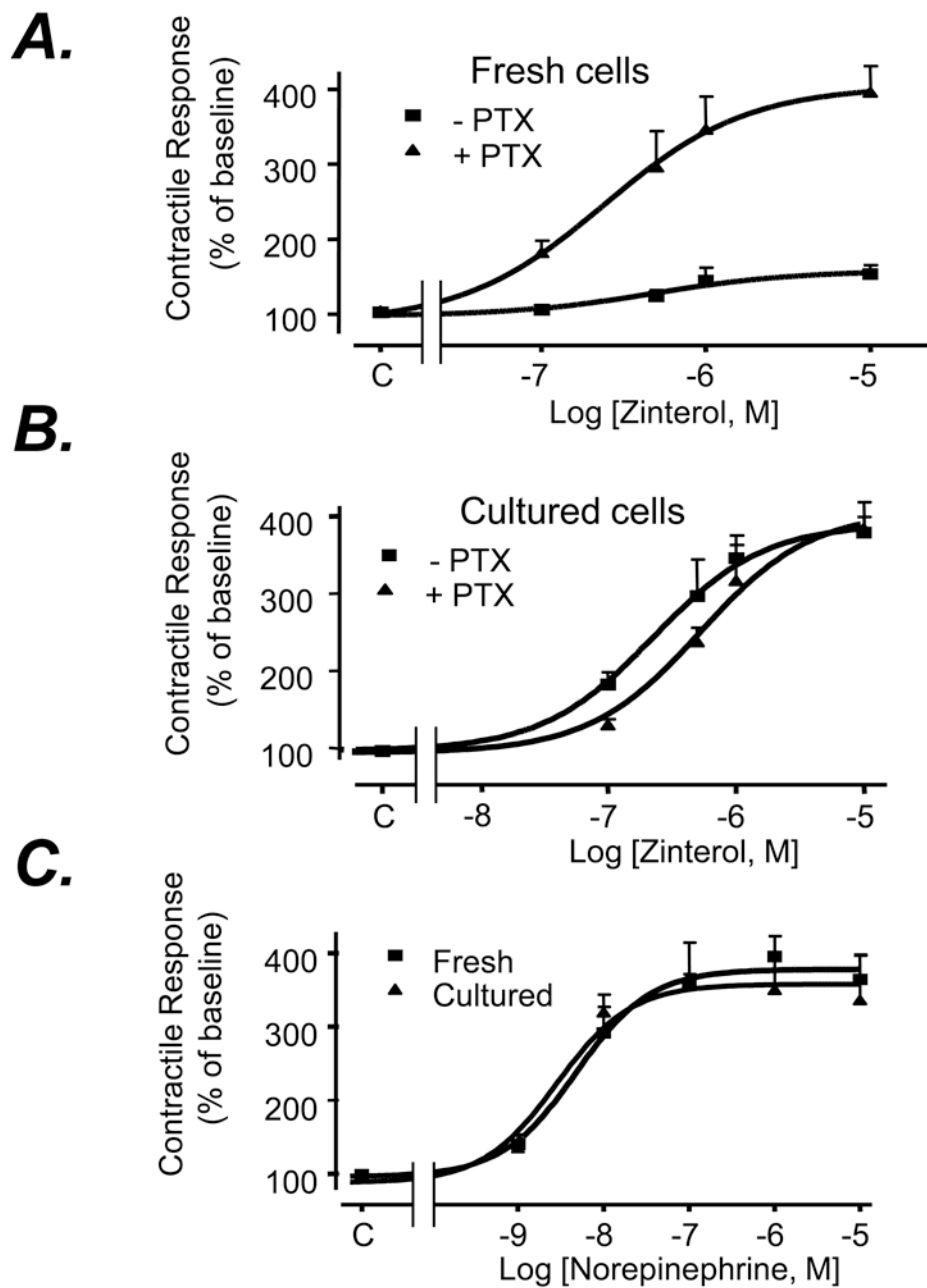 A.
Fresh cells
- PTX
+ PTX
Contractile Response
(% of baseline)
400
300
200
100
C
-7
-6
-5
Log [Zinterol, M]
B.
Cultured cells
- PTX
+ PTX
Contractile Response
(% of baseline)
400
300
200
100
C
-8
-7
-6
-5
Log [Zinterol, M]
C.
Fresh
Cultured
Contractile Response
(% of baseline)
400
300
200
100
C
-9
-8
-7
-6
-5
Log [Norepinephrine, M]